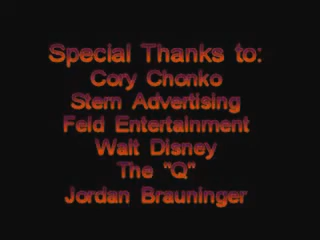 Special Thanks to:
Cory Chonko
Stern Advertising
Feld Entertainment
Walt Disney
The "Q"
Jordan Brauninger